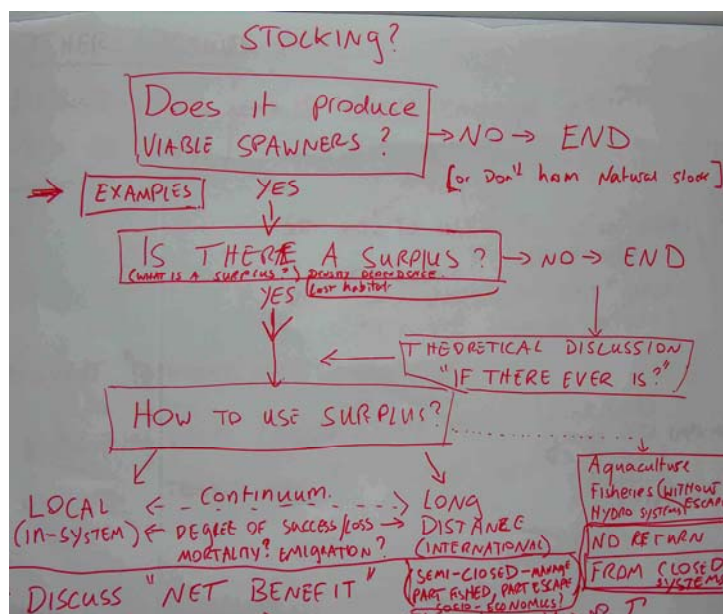 STOCKING?
Does it produce
VIABLE SPAWNERS?
→ NO → END
[or Don't harm Natural stock]
→ EXAMPLES
YES
IS THERE A SURPLUS?
(WHAT IS A SURPLUS?) DENSITY DEPENDENCE
Lost habitat
→ NO → END
YES
THEORETICAL DISCUSSION
"IF THERE EVER IS?"
HOW TO USE SURPLUS?
LOCAL
(IN-SYSTEM)
Continuum.
DEGREE OF SUCCESS/LOSS
MORTALITY? EMIGRATION?
LONG
DISTANCE
(INTERNATIONAL)
Aquaculture
Fisheries (WITHOUT
Hydro systems) ESCAPE
NO RETURN
FROM CLOSED
SYSTEMS
DISCUSS "NET BENEFIT"
(SEMI-CLOSED-MANAGE
PART FISHED, PART ESCAPE
SOCIO-ECONOMICS?